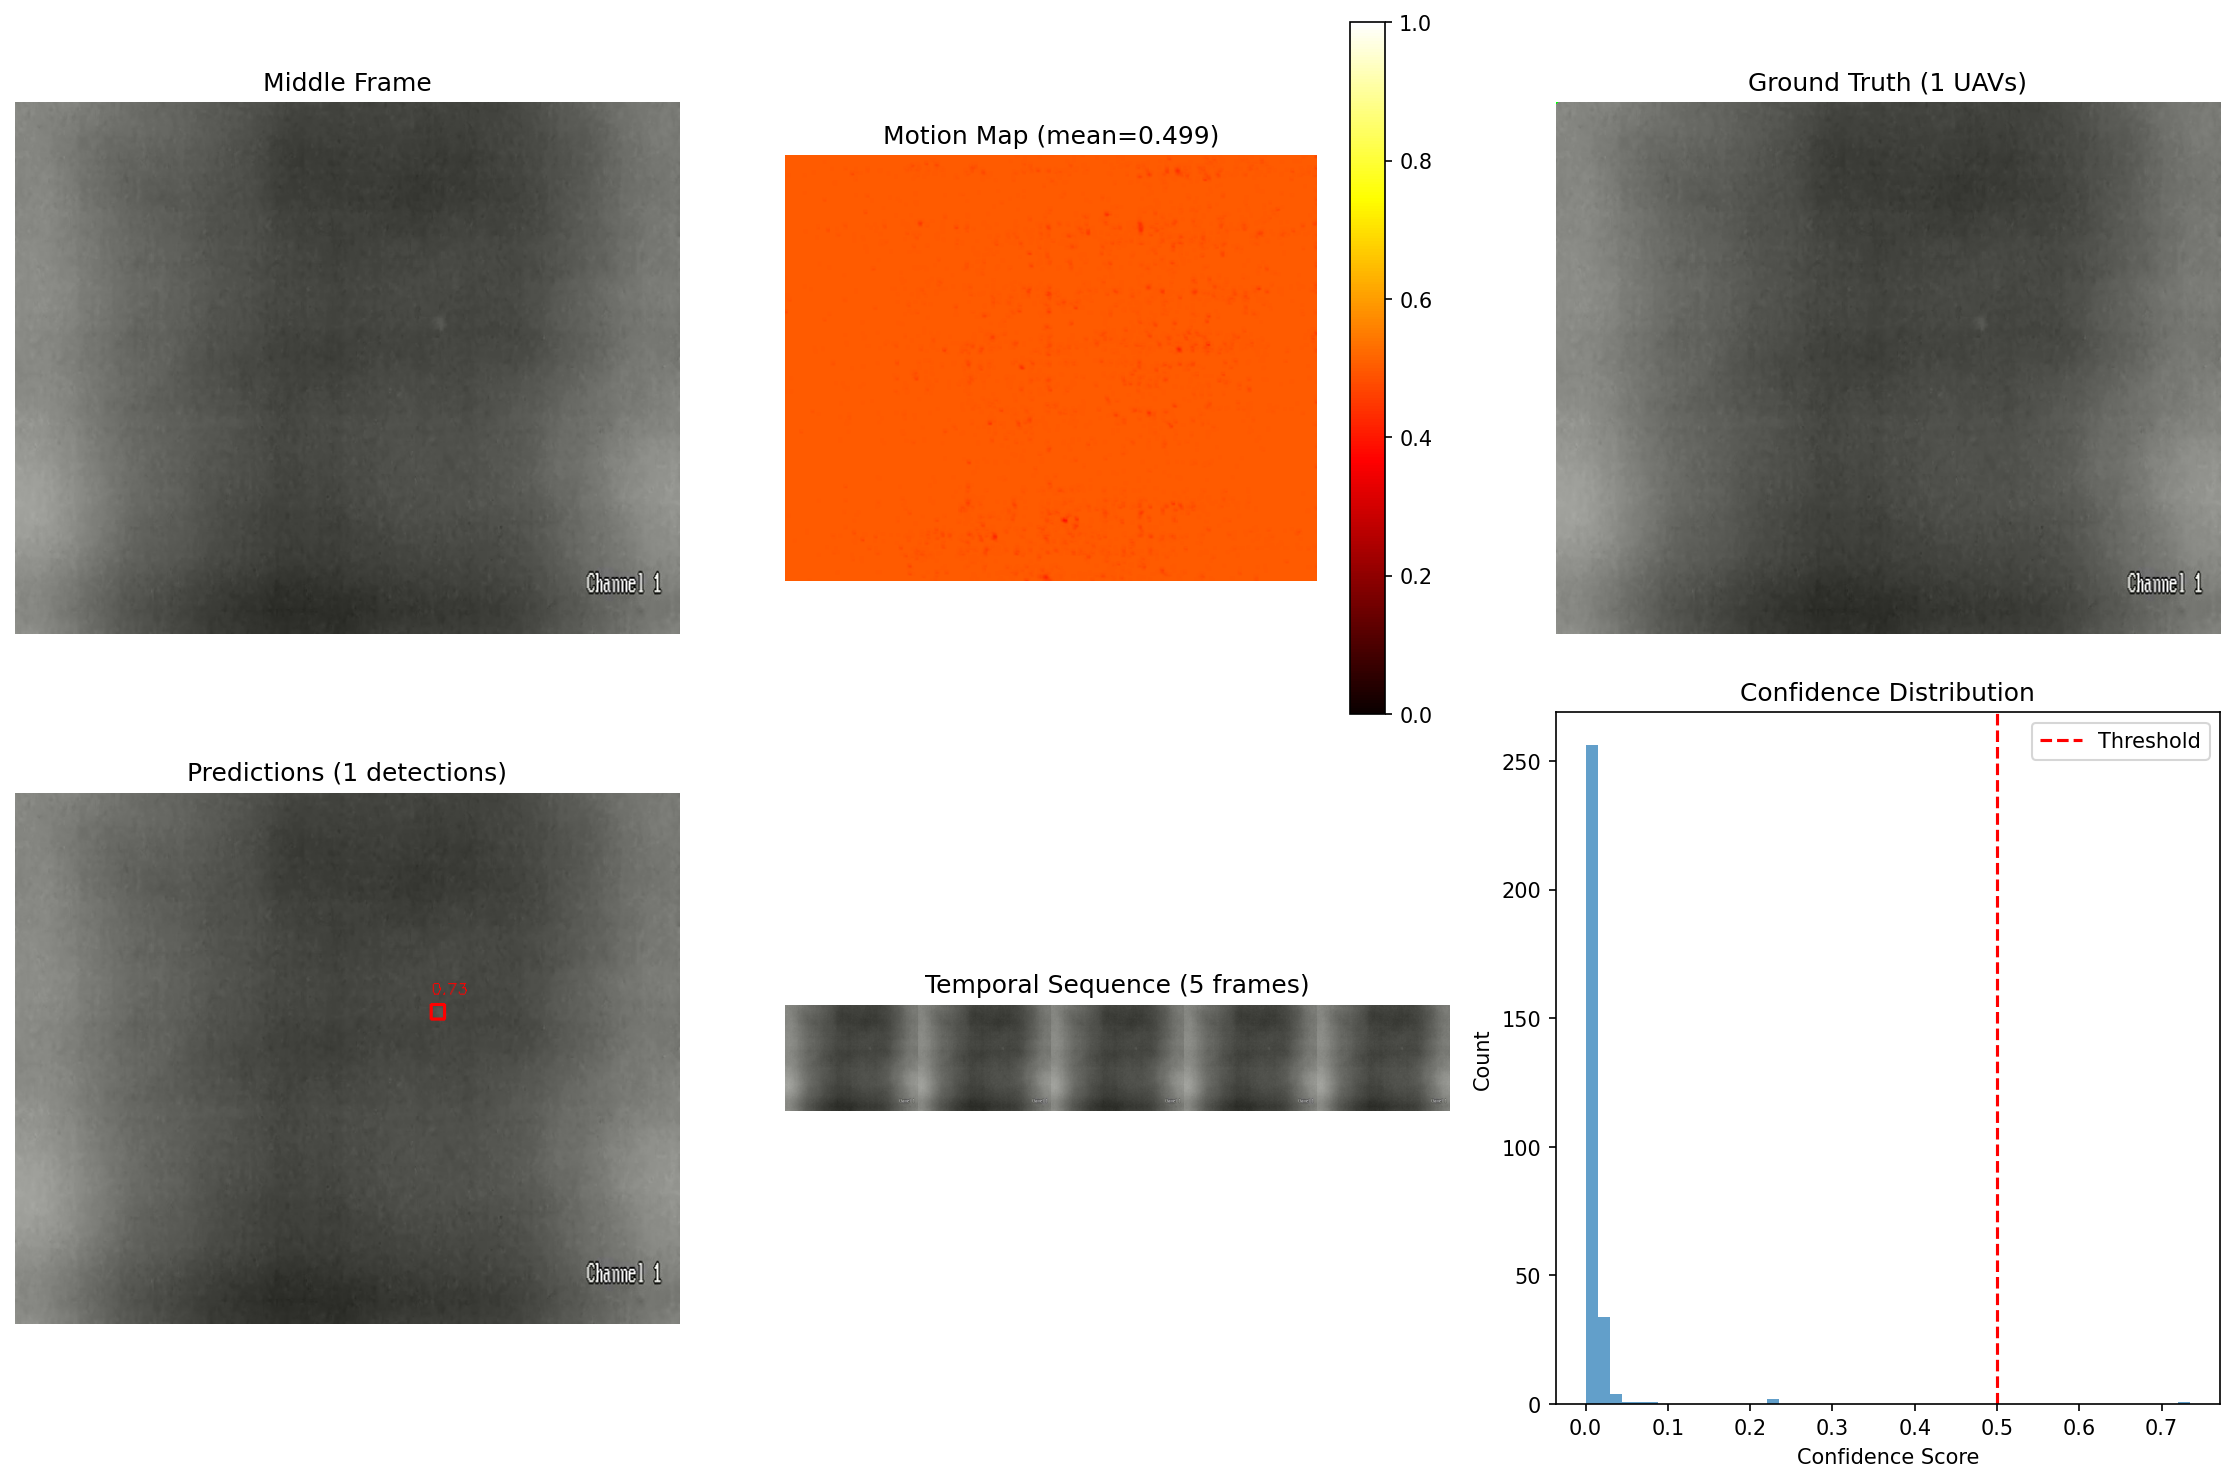 Middle Frame
Channel 1
Motion Map (mean=0.499)
1.0
0.8
0.6
0.4
0.2
0.0
Ground Truth (1 UAVs)
Channel 1
Predictions (1 detections)
0.73
Channel 1
Temporal Sequence (5 frames)
Confidence Distribution
Threshold
Count
250
200
150
100
50
0
0.0 0.1 0.2 0.3 0.4 0.5 0.6 0.7
Confidence Score